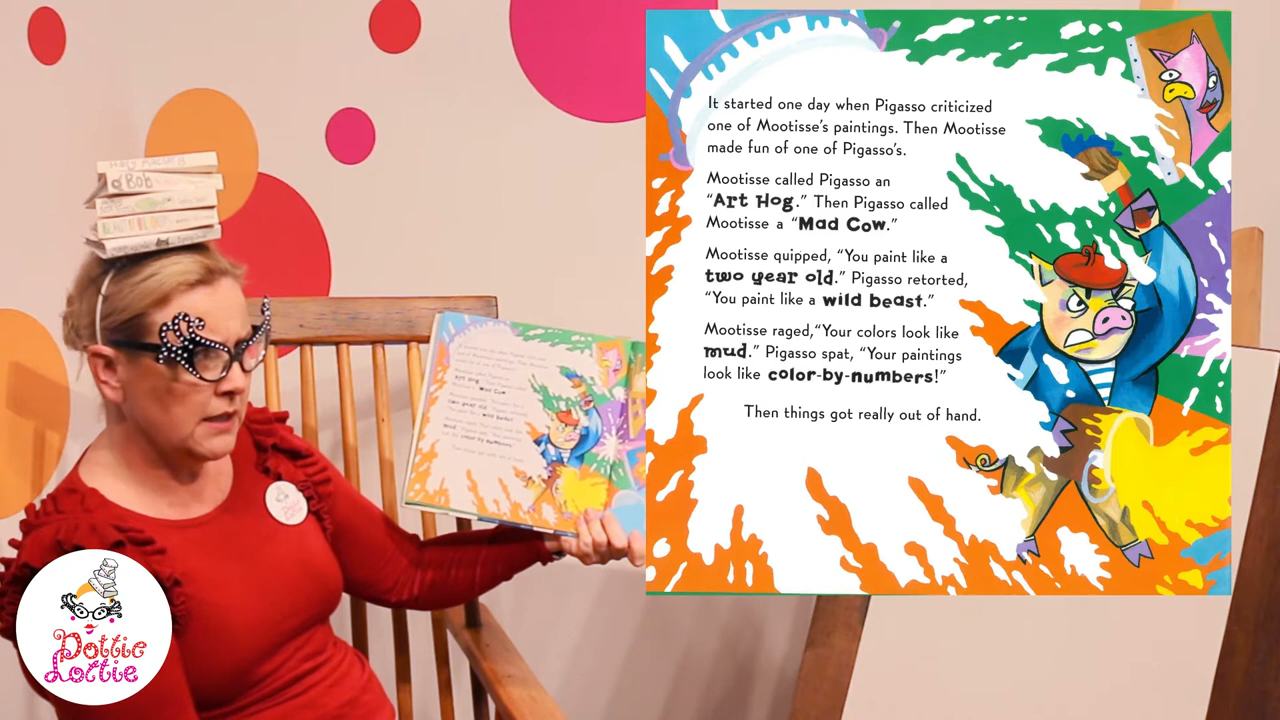 It started one day when Pigasso criticized
one of Mootisse's paintings. Then Mootisse
made fun of one of Pigasso's.
Mootisse called Pigasso an
“Art Hog.” Then Pigasso called
Mootisse a “Mad Cow.”
Mootisse quipped, “You paint like a
two year old.” Pigasso retorted,
“You paint like a wild beast.”
Mootisse raged,“Your colors look like
mud.” Pigasso spat, “Your paintings
look like color-by-numbers!”
Then things got really out of hand.
Bob
Dottie
Lottie